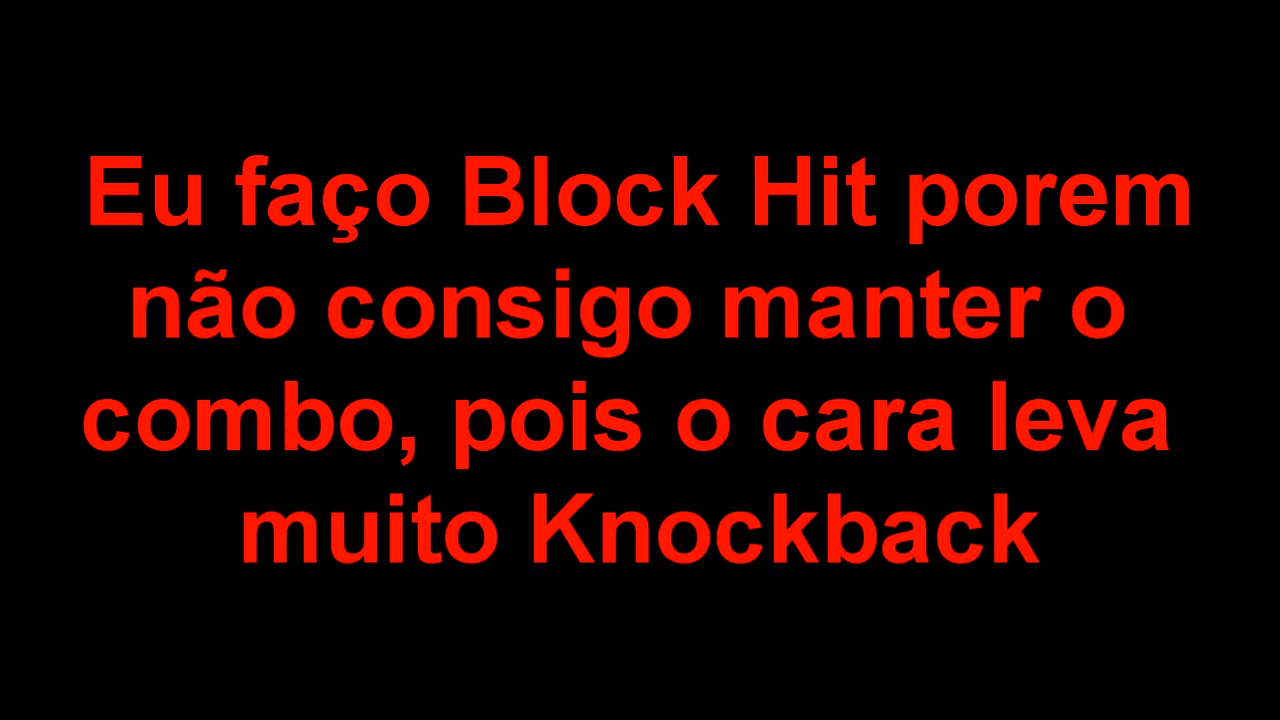 Eu faço Block Hit porem
não consigo manter o
combo, pois o cara leva
muito Knockback